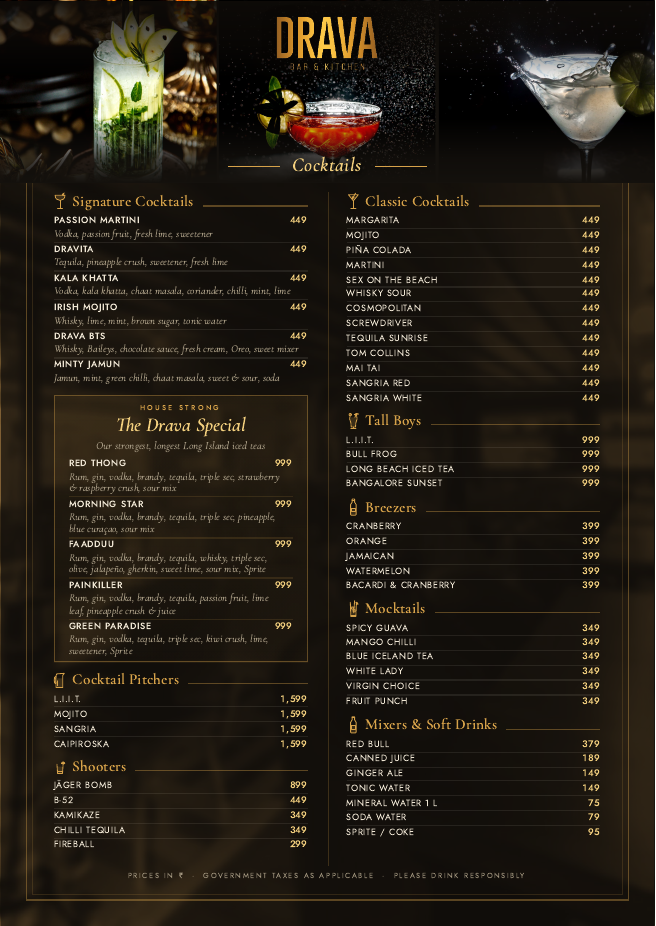 DRAVA
BAR & KITCHEN
Cocktails
Signature Cocktails
PASSION MARTINI 449
Vodka, passion fruit, fresh lime, sweetener
DRAVITA 449
Tequila, pineapple crush, sweetener, fresh lime
KALA KHATTA 449
Vodka, kala khatta, chaat masala, coriander, chilli, mint, lime
IRISH MOJITO 449
Whisky, lime, mint, brown sugar, tonic water
DRAVA BTS 449
Whisky, Baileys, chocolate sauce, fresh cream, Oreo, sweet mixer
MINTY JAMUN 449
Jamun, mint, green chilli, chaat masala, sweet & sour, soda
HOUSE STRONG
The Drava Special
Our strongest, longest Long Island iced teas
RED THONG 999
Rum, gin, vodka, brandy, tequila, triple sec, strawberry
& raspberry crush, sour mix
MORNING STAR 999
Rum, gin, vodka, brandy, tequila, triple sec, pineapple,
blue curaçao, sour mix
FAADDUU 999
Rum, gin, vodka, brandy, tequila, whisky, triple sec,
olive, jalapeño, gherkin, sweet lime, sour mix, Sprite
PAINKILLER 999
Rum, gin, vodka, brandy, tequila, passion fruit, lime
leaf, pineapple crush & juice
GREEN PARADISE 999
Rum, gin, vodka, tequila, triple sec, kiwi crush, lime,
sweetener, Sprite
Cocktail Pitchers
L.I.I.T. 1,599
MOJITO 1,599
SANGRIA 1,599
CAIPIROSKA 1,599
Shooters
JÄGER BOMB 899
B-52 449
KAMIKAZE 349
CHILLI TEQUILA 349
FIREBALL 299
Classic Cocktails
MARGARITA 449
MOJITO 449
PIÑA COLADA 449
MARTINI 449
SEX ON THE BEACH 449
WHISKY SOUR 449
COSMOPOLITAN 449
SCREWDRIVER 449
TEQUILA SUNRISE 449
TOM COLLINS 449
MAI TAI 449
SANGRIA RED 449
SANGRIA WHITE 449
Tall Boys
L.I.I.T. 999
BULL FROG 999
LONG BEACH ICED TEA 999
BANGALORE SUNSET 999
Breezers
CRANBERRY 399
ORANGE 399
JAMAICAN 399
WATERMELON 399
BACARDI & CRANBERRY 399
Mocktails
SPICY GUAVA 349
MANGO CHILLI 349
BLUE ICELAND TEA 349
WHITE LADY 349
VIRGIN CHOICE 349
FRUIT PUNCH 349
Mixers & Soft Drinks
RED BULL 379
CANNED JUICE 189
GINGER ALE 149
TONIC WATER 149
MINERAL WATER 1 L 75
SODA WATER 79
SPRITE / COKE 95
PRICES IN ₹ · GOVERNMENT TAXES AS APPLICABLE · PLEASE DRINK RESPONSIBLY